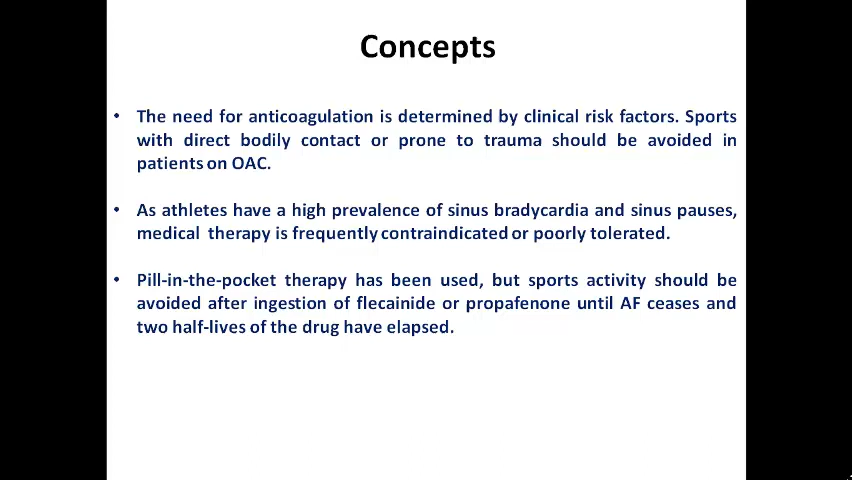 Concepts
• The need for anticoagulation is determined by clinical risk factors. Sports
with direct bodily contact or prone to trauma should be avoided in
patients on OAC.
• As athletes have a high prevalence of sinus bradycardia and sinus pauses,
medical therapy is frequently contraindicated or poorly tolerated.
• Pill-in-the-pocket therapy has been used, but sports activity should be
avoided after ingestion of flecainide or propafenone until AF ceases and
two half-lives of the drug have elapsed.